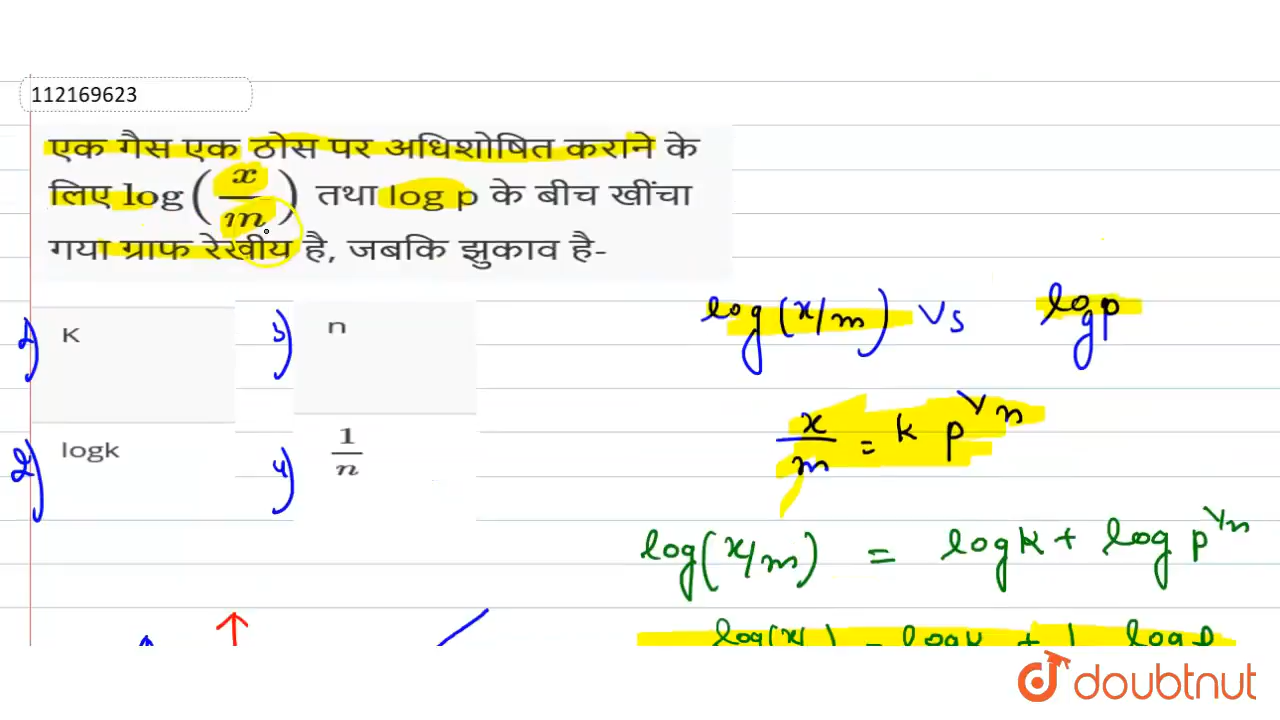 112169623
एक गैस एक ठोस पर अधिशोषित कराने के
लिए log(x/m) तथा log p के बीच खींचा
गया ग्राफ रेखीय है, जबकि झुकाव है-
1) K
3) n
2) logk
4) 1/n
log(x/m) Vs log p
x/m = k p^1/n
log(x/m) = log k + log p^1/n
doubtnut